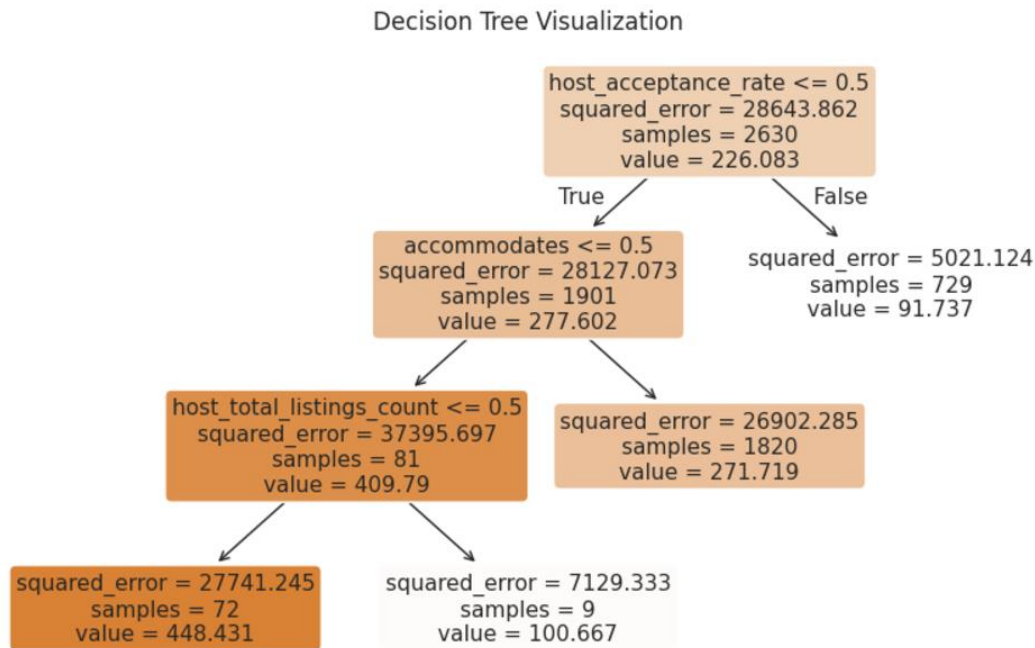 Decision Tree Visualization
host_acceptance_rate <= 0.5
squared_error = 28643.862
samples = 2630
value = 226.083
True
False
accommodates <= 0.5
squared_error = 28127.073
samples = 1901
value = 277.602
squared_error = 5021.124
samples = 729
value = 91.737
host_total_listings_count <= 0.5
squared_error = 37395.697
samples = 81
value = 409.79
squared_error = 26902.285
samples = 1820
value = 271.719
squared_error = 27741.245
samples = 72
value = 448.431
squared_error = 7129.333
samples = 9
value = 100.667